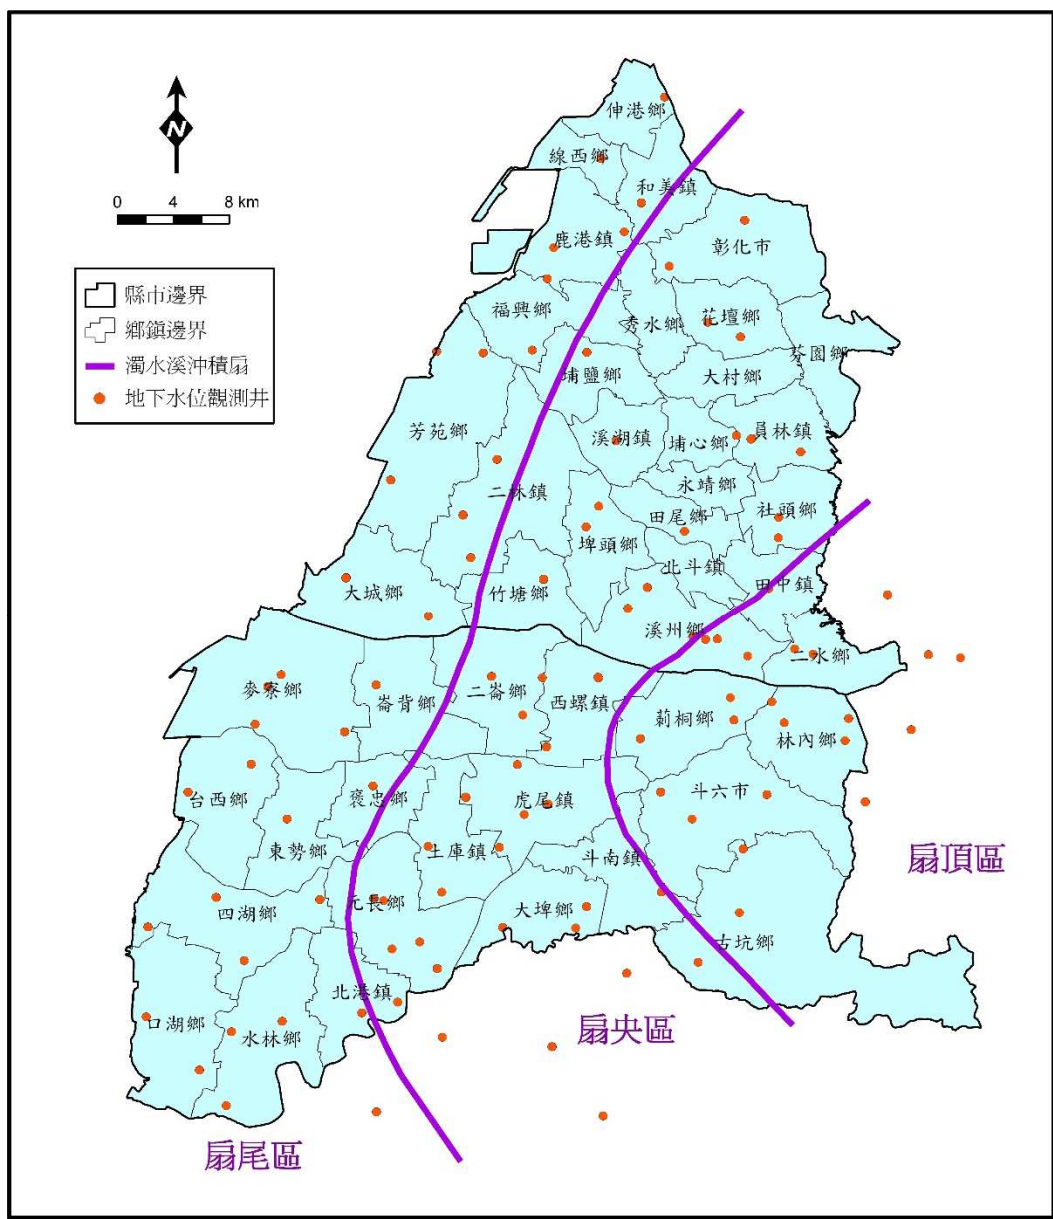 N
0 4 8 km
縣市邊界
鄉鎮邊界
濁水溪沖積扇
地下水位觀測井
伸港鄉
線西鄉
和美鎮
鹿港鎮
彰化市
福興鄉
秀水鄉
花壇鄉
芬園鄉
埔鹽鄉
大村鄉
芳苑鄉
溪湖鎮
埔心鄉
員林鎮
二林鎮
永靖鄉
田尾鄉
社頭鄉
埤頭鄉
北斗鎮
田中鎮
大城鄉
竹塘鄉
溪州鄉
二水鄉
麥寮鄉
崙背鄉
二崙鄉
西螺鎮
莿桐鄉
林內鄉
台西鄉
褒忠鄉
虎尾鎮
斗六市
東勢鄉
土庫鎮
斗南鎮
扇頂區
四湖鄉
元長鄉
大埤鄉
古坑鄉
北港鎮
口湖鄉
水林鄉
扇央區
扇尾區